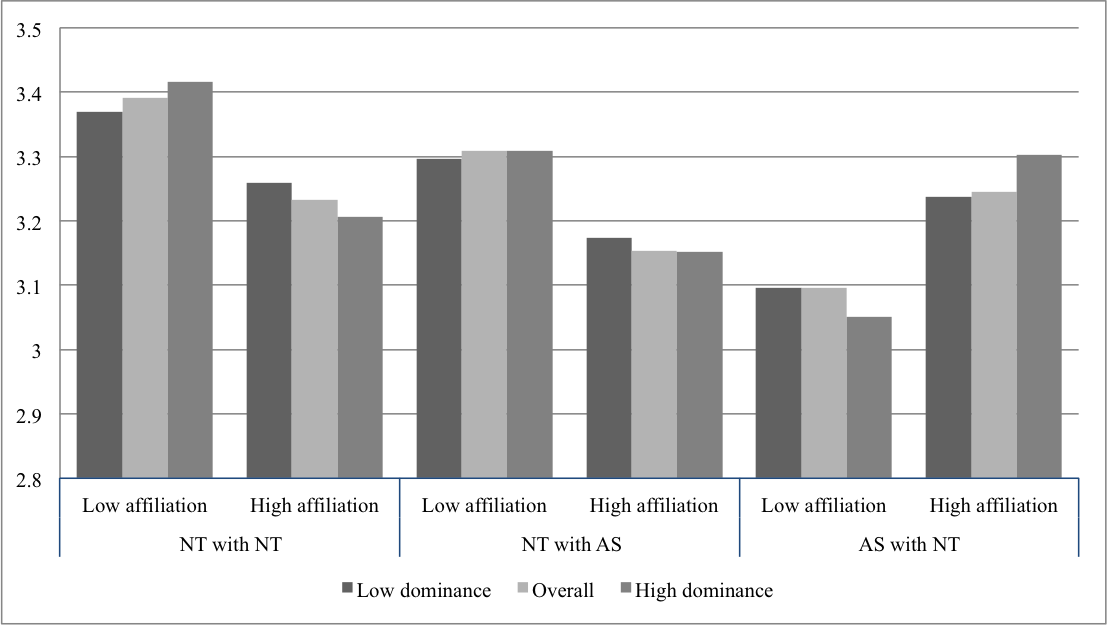 3.5
3.4
3.3
3.2
3.1
3
2.9
2.8
Low affiliation High affiliation Low affiliation High affiliation Low affiliation High affiliation
NT with NT NT with AS AS with NT
Low dominance Overall High dominance